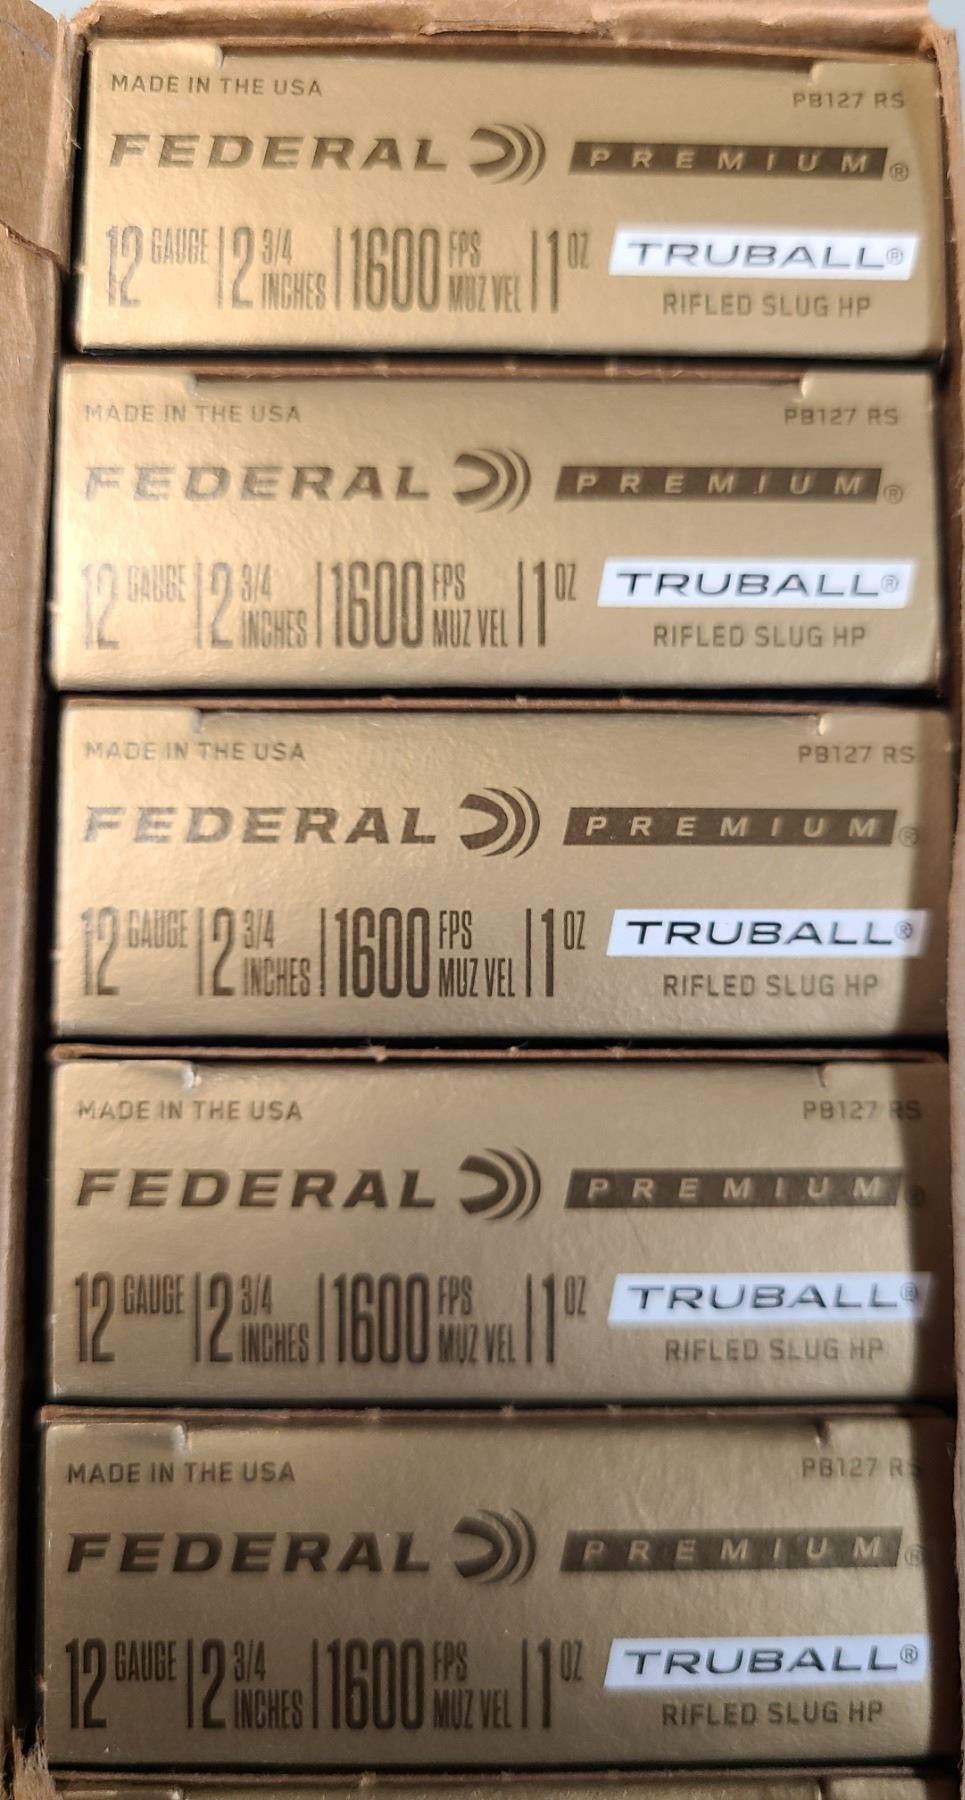 MADE IN THE USA PB127 RS
FEDERAL PREMIUM®
12 GAUGE 2 3/4 INCHES 1600 FPS MUZ VEL 1 OZ TRUBALL®
RIFLED SLUG HP
MADE IN THE USA PB127 RS
FEDERAL PREMIUM®
12 GAUGE 2 3/4 INCHES 1600 FPS MUZ VEL 1 OZ TRUBALL®
RIFLED SLUG HP
MADE IN THE USA PB127 RS
FEDERAL PREMIUM®
12 GAUGE 2 3/4 INCHES 1600 FPS MUZ VEL 1 OZ TRUBALL®
RIFLED SLUG HP
MADE IN THE USA PB127 RS
FEDERAL PREMIUM®
12 GAUGE 2 3/4 INCHES 1600 FPS MUZ VEL 1 OZ TRUBALL®
RIFLED SLUG HP
MADE IN THE USA PB127 RS
FEDERAL PREMIUM®
12 GAUGE 2 3/4 INCHES 1600 FPS MUZ VEL 1 OZ TRUBALL®
RIFLED SLUG HP